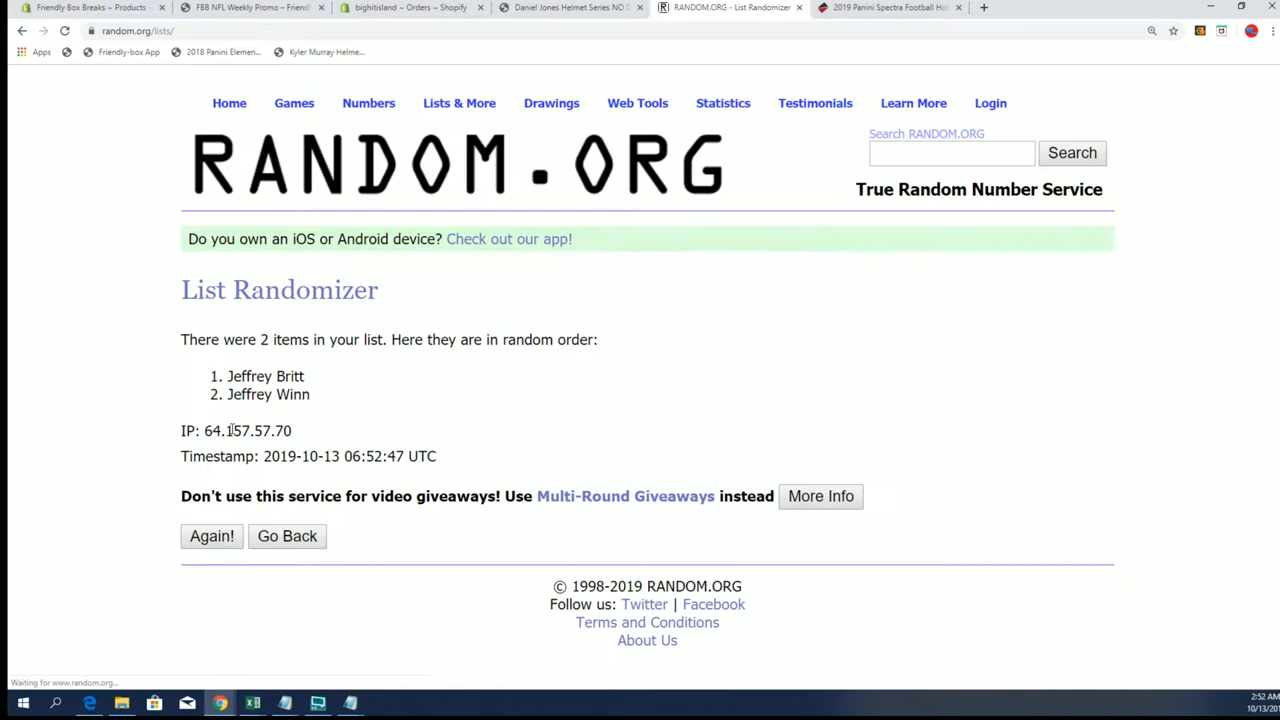 Friendly Box Breaks ~ Products ~
FBB NFL Weekly Promo – Friendl
bighitisland ~ Orders ~ Shopify
Daniel Jones Helmet Series NO D
RANDOM.ORG - List Randomizer
2019 Panini Spectra Football Ho
random.org/lists/
Apps
Friendly-box App
2018 Panini Elemen...
Kyler Murray Helme...
Home
Games
Numbers
Lists & More
Drawings
Web Tools
Statistics
Testimonials
Learn More
Login
RANDOM.ORG
Search RANDOM.ORG
Search
True Random Number Service
Do you own an iOS or Android device? Check out our app!
List Randomizer
There were 2 items in your list. Here they are in random order:
1. Jeffrey Britt
2. Jeffrey Winn
IP: 64.157.57.70
Timestamp: 2019-10-13 06:52:47 UTC
Don't use this service for video giveaways! Use Multi-Round Giveaways instead More Info
Again! Go Back
© 1998-2019 RANDOM.ORG
Follow us: Twitter | Facebook
Terms and Conditions
About Us
Waiting for www.random.org...
2:52 AM
10/13/201